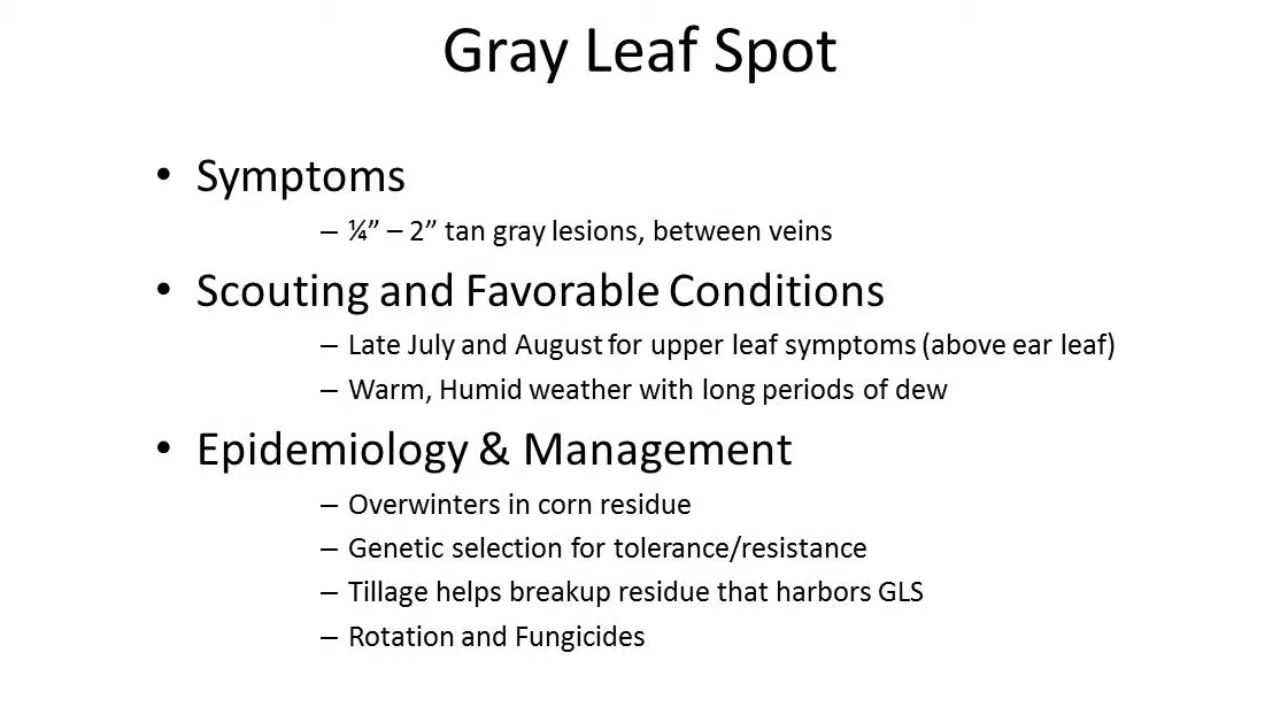 Gray Leaf Spot
• Symptoms
– ¼” – 2” tan gray lesions, between veins
• Scouting and Favorable Conditions
– Late July and August for upper leaf symptoms (above ear leaf)
– Warm, Humid weather with long periods of dew
• Epidemiology & Management
– Overwinters in corn residue
– Genetic selection for tolerance/resistance
– Tillage helps breakup residue that harbors GLS
– Rotation and Fungicides